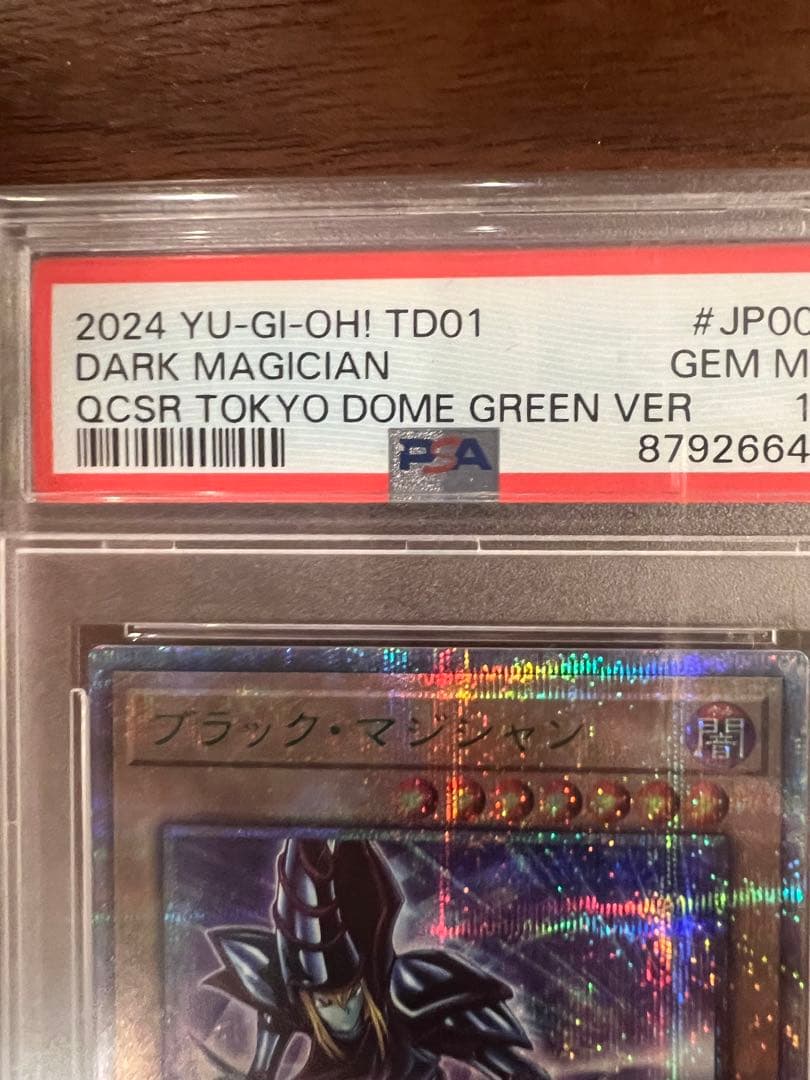 2024 YU-GI-OH! TD01 #JP00
DARK MAGICIAN GEM M
QCSR TOKYO DOME GREEN VER 1
PSA 8792664
ブラック・マジシャン 闇